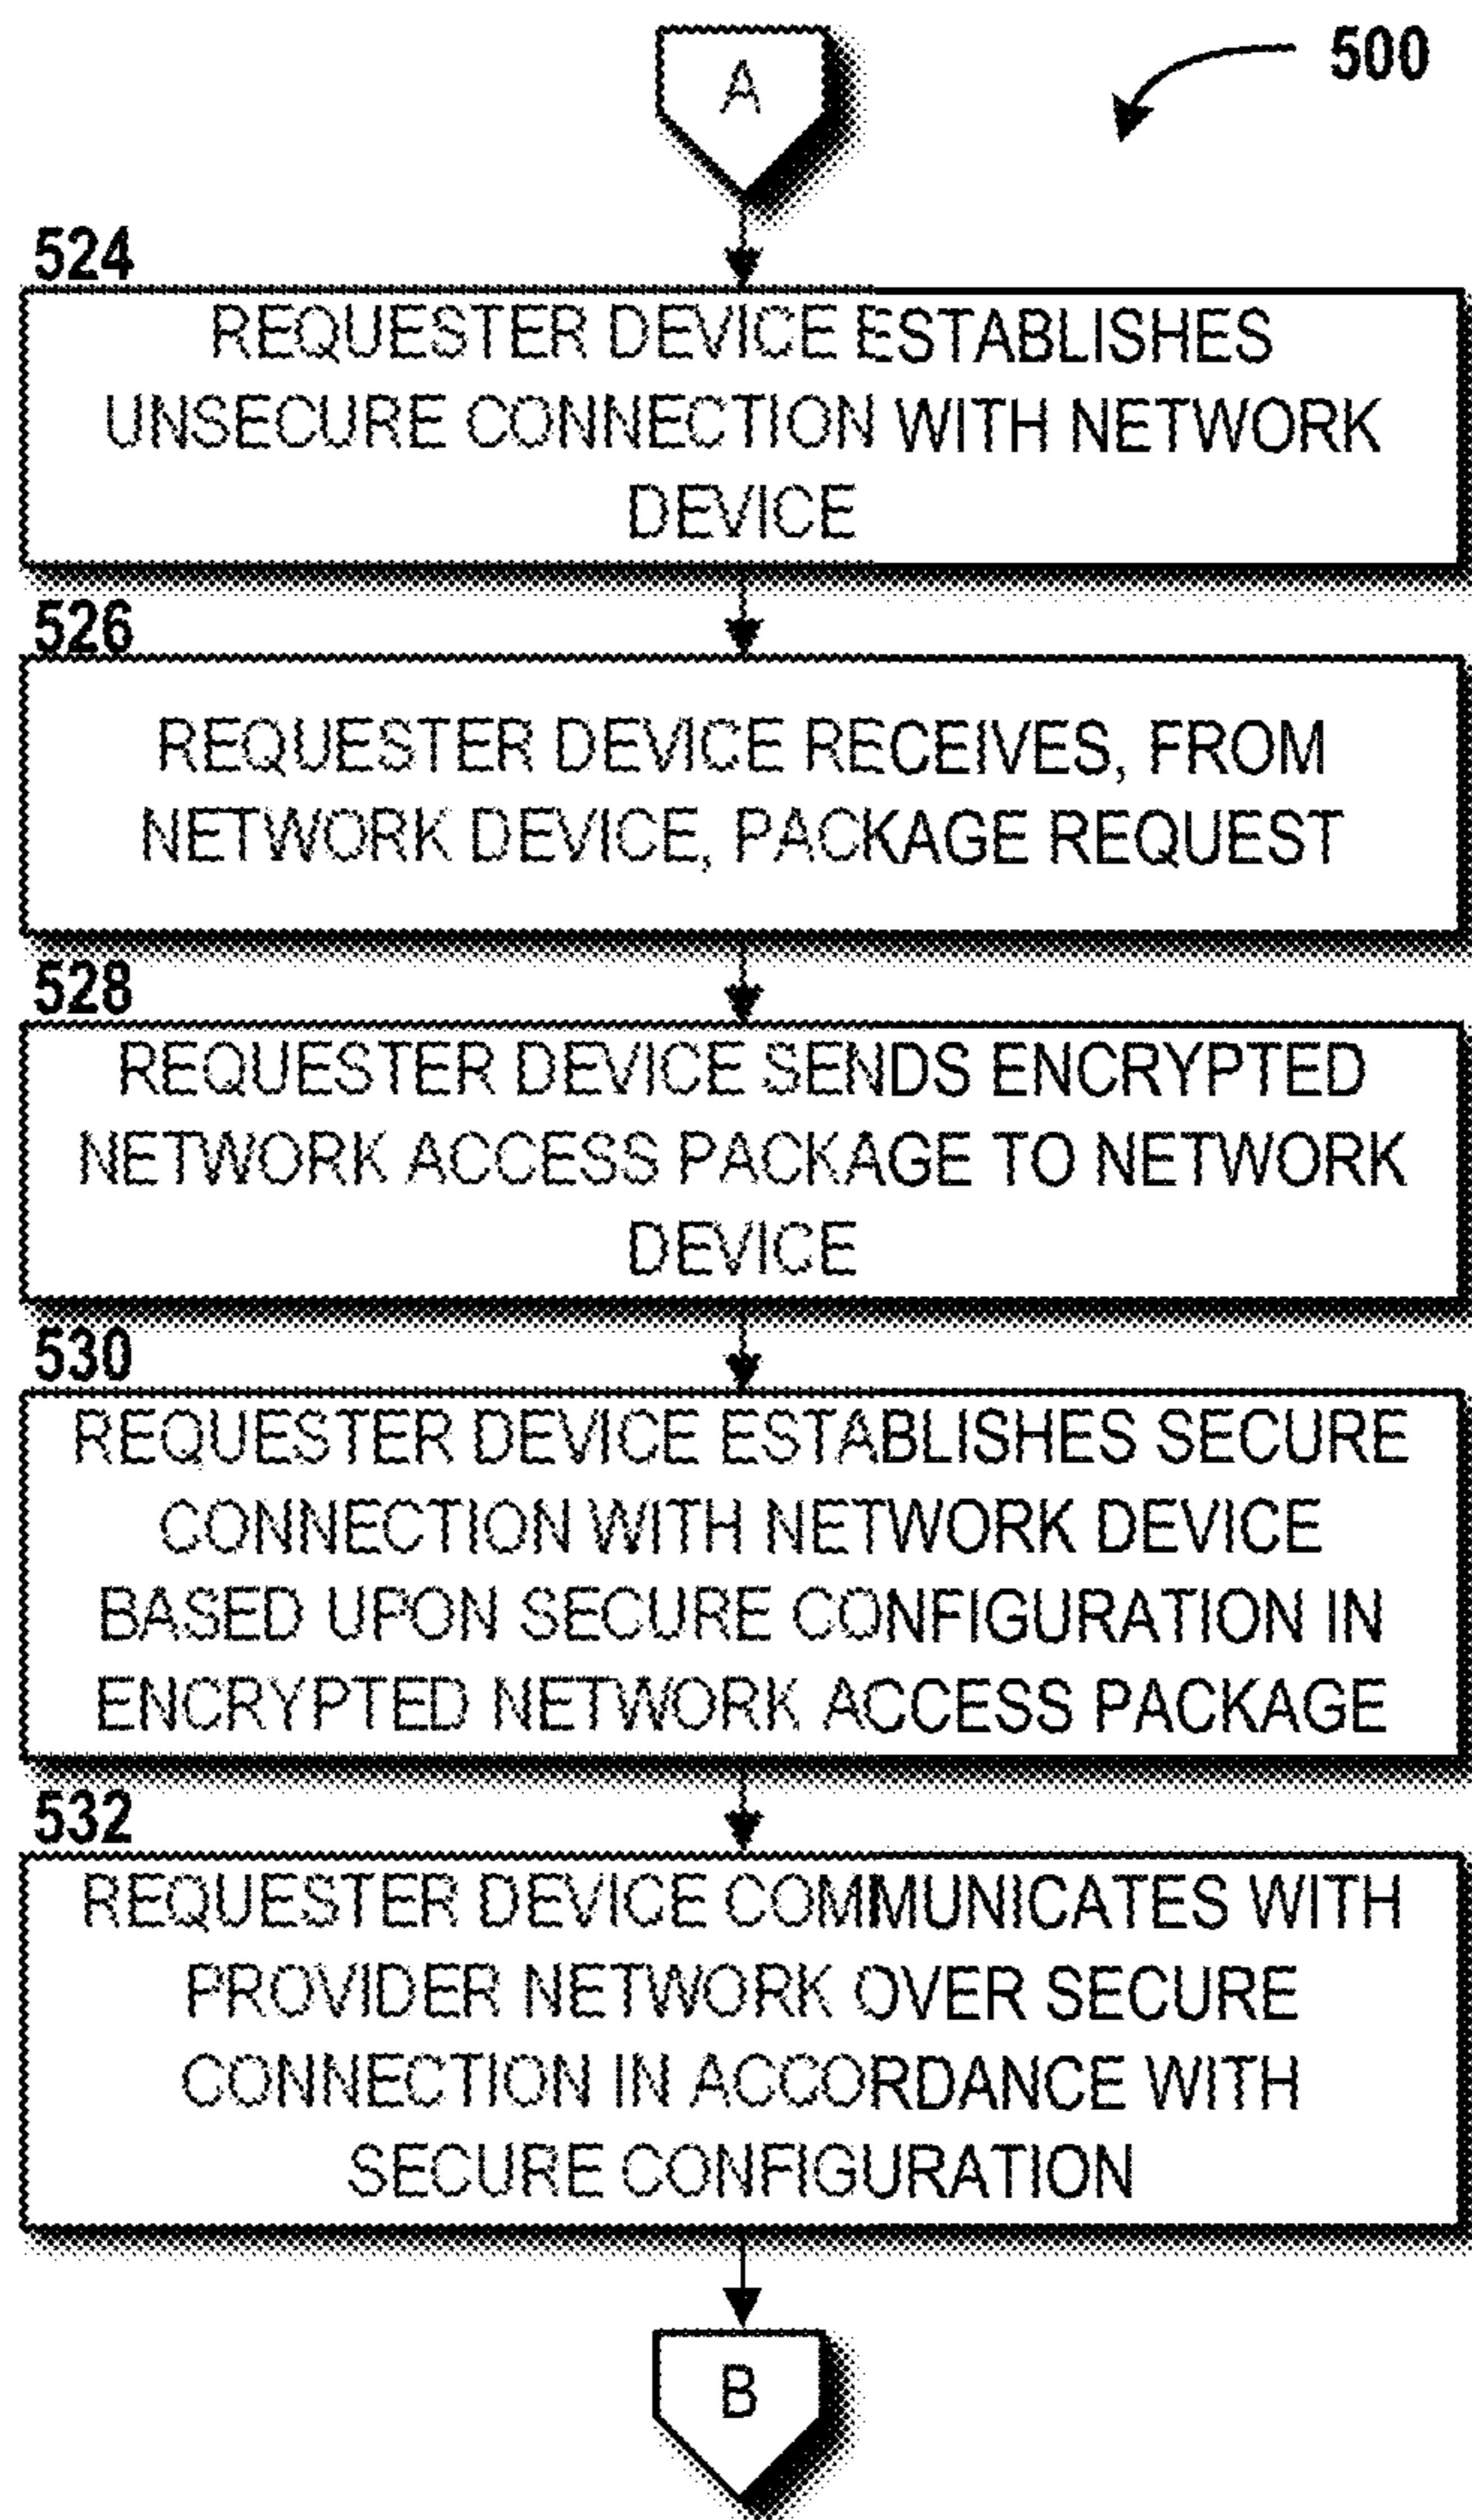 A
500
524
REQUESTER DEVICE ESTABLISHES
UNSECURE CONNECTION WITH NETWORK
DEVICE
526
REQUESTER DEVICE RECEIVES, FROM
NETWORK DEVICE, PACKAGE REQUEST
528
REQUESTER DEVICE SENDS ENCRYPTED
NETWORK ACCESS PACKAGE TO NETWORK
DEVICE
530
REQUESTER DEVICE ESTABLISHES SECURE
CONNECTION WITH NETWORK DEVICE
BASED UPON SECURE CONFIGURATION IN
ENCRYPTED NETWORK ACCESS PACKAGE
532
REQUESTER DEVICE COMMUNICATES WITH
PROVIDER NETWORK OVER SECURE
CONNECTION IN ACCORDANCE WITH
SECURE CONFIGURATION
B